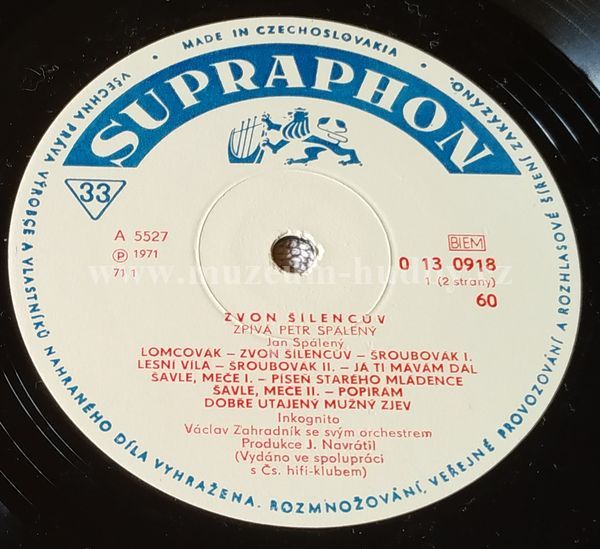 MADE IN CZECHOSLOVAKIA • VŠECHNA PRÁVA VÝROBCE A VLASTNÍKŮ NAHRANÉHO DÍLA VYHRAŽENA. ROZMNOŽOVÁNÍ, VEŘEJNÉ PROVOZOVÁNÍ A ROZHLASOVÉ ŠÍŘENÍ ZAKÁZÁNO.
SUPRAPHON
33
A 5527
Ⓟ 1971
71 1
BIEM
0 13 0918
1 (2 strany)
60
www.muzeum-hudby.cz
ZVON ŠÍLENCŮV
ZPÍVÁ PETR SPÁLENÝ
Jan Spálený
LOMCOVÁK – ZVON ŠÍLENCŮV – ŠROUBOVÁK I.
LESNÍ VÍLA – ŠROUBOVÁK II. – JÁ TI MÁVÁM DÁL
ŠAVLE, MEČE I. – PÍSEŇ STARÉHO MLÁDENCE
ŠAVLE, MEČE II. – POPÍRÁM
DOBŘE UTAJENÝ MUŽNÝ ZJEV
Inkognito
Václav Zahradník se svým orchestrem
Produkce J. Navrátil
(Vydáno ve spolupráci
s Čs. hifi-klubem)